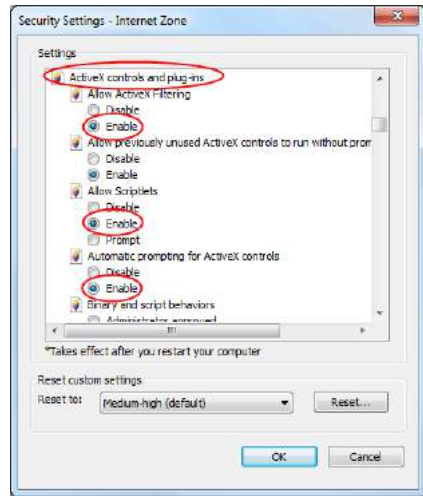 Security Settings - Internet Zone
Settings
ActiveX controls and plug-ins
Allow ActiveX Filtering
Disable
Enable
Allow previously unused ActiveX controls to run without pror
Disable
Enable
Allow Scriptlets
Disable
Enable
Prompt
Automatic prompting for ActiveX controls
Disable
Enable
Binary and script behaviors
Administrator approved
*Takes effect after you restart your computer
Reset custom settings
Reset to: Medium-high (default) Reset...
OK Cancel